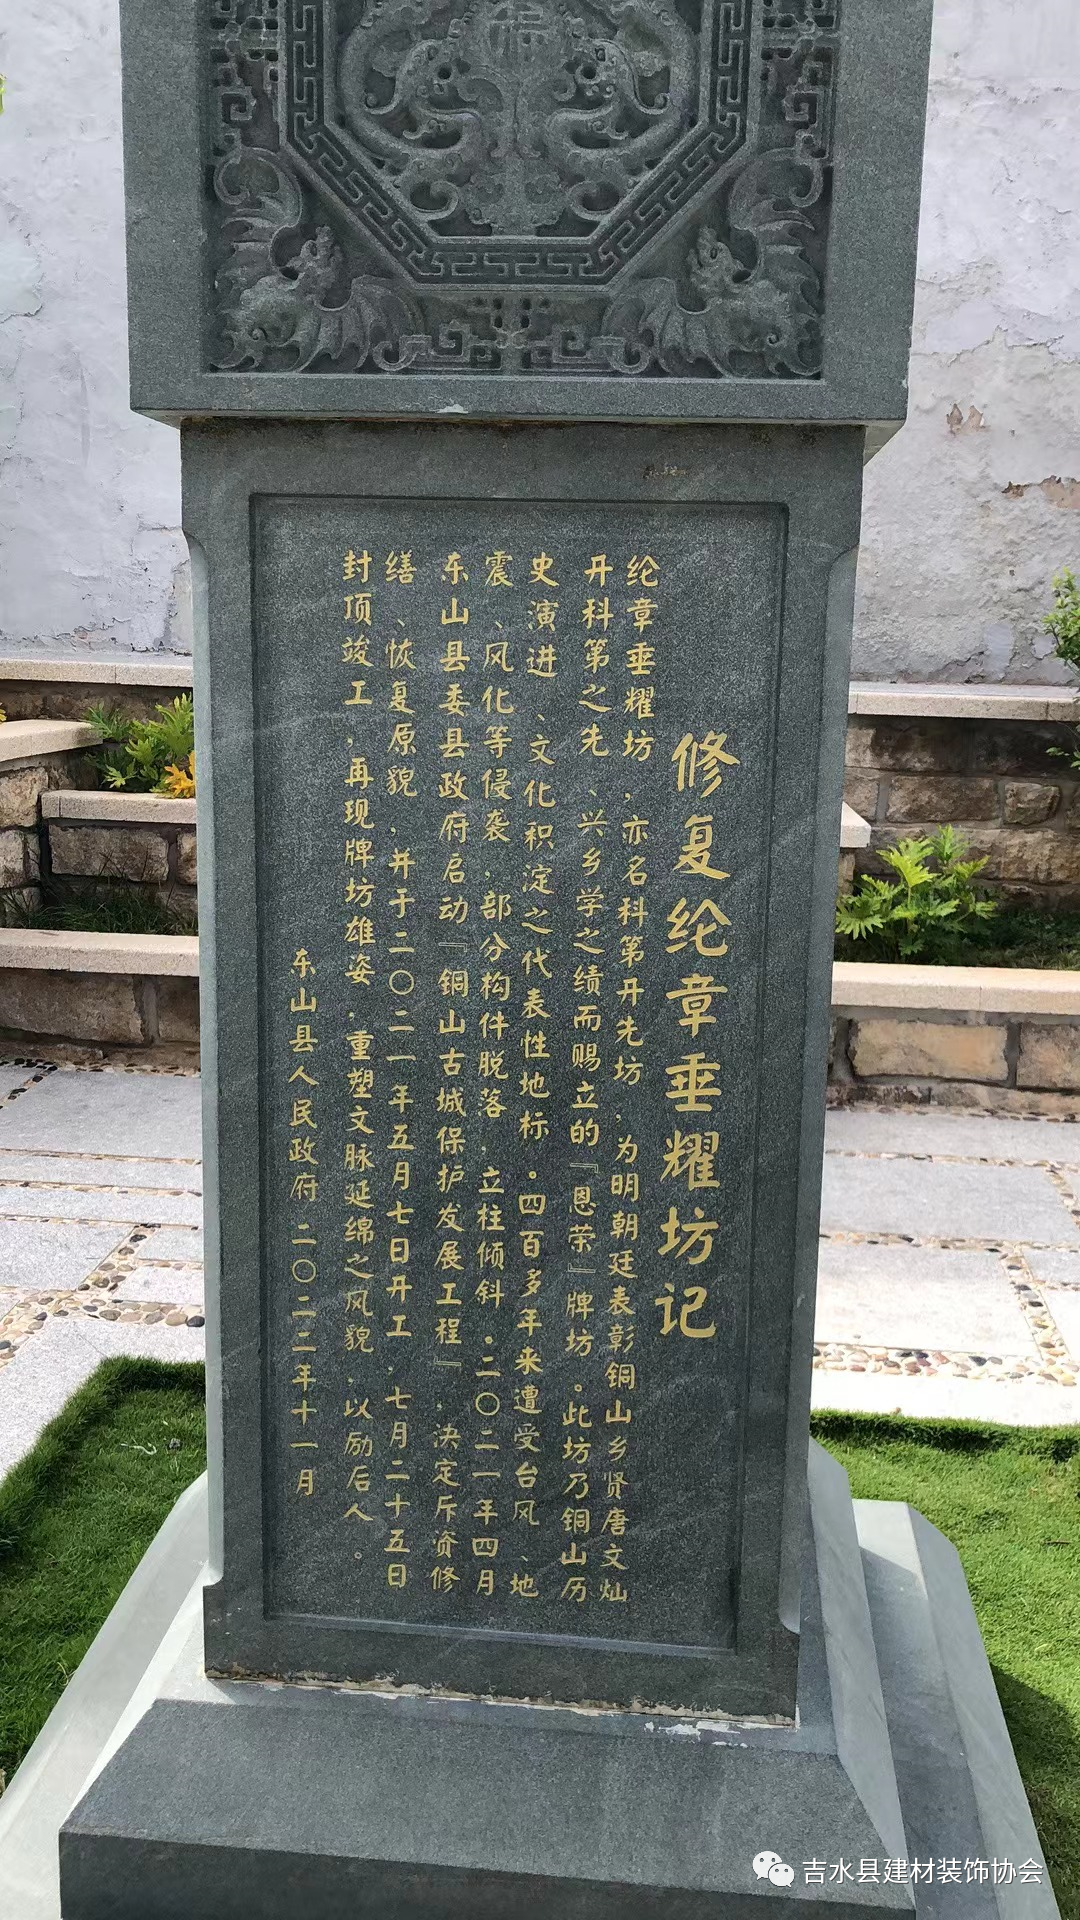 修复纶章垂耀坊记
纶章垂耀坊，亦名科第开先坊，为明朝廷表彰铜山乡贤唐文灿
开科第之先、兴乡学之绩而赐立的『恩荣』牌坊。此坊乃铜山历
史演进、文化积淀之代表性地标。四百多年来遭受台风、地
震、风化等侵袭，部分构件脱落，立柱倾斜。二〇二一年四月
东山县委县政府启动『铜山古城保护发展工程』，决定斥资修
缮、恢复原貌，并于二〇二一年五月七日开工，七月二十五日
封顶竣工，再现牌坊雄姿，重塑文脉延绵之风貌，以励后人。
东山县人民政府 二〇二二年十一月
吉水县建材装饰协会